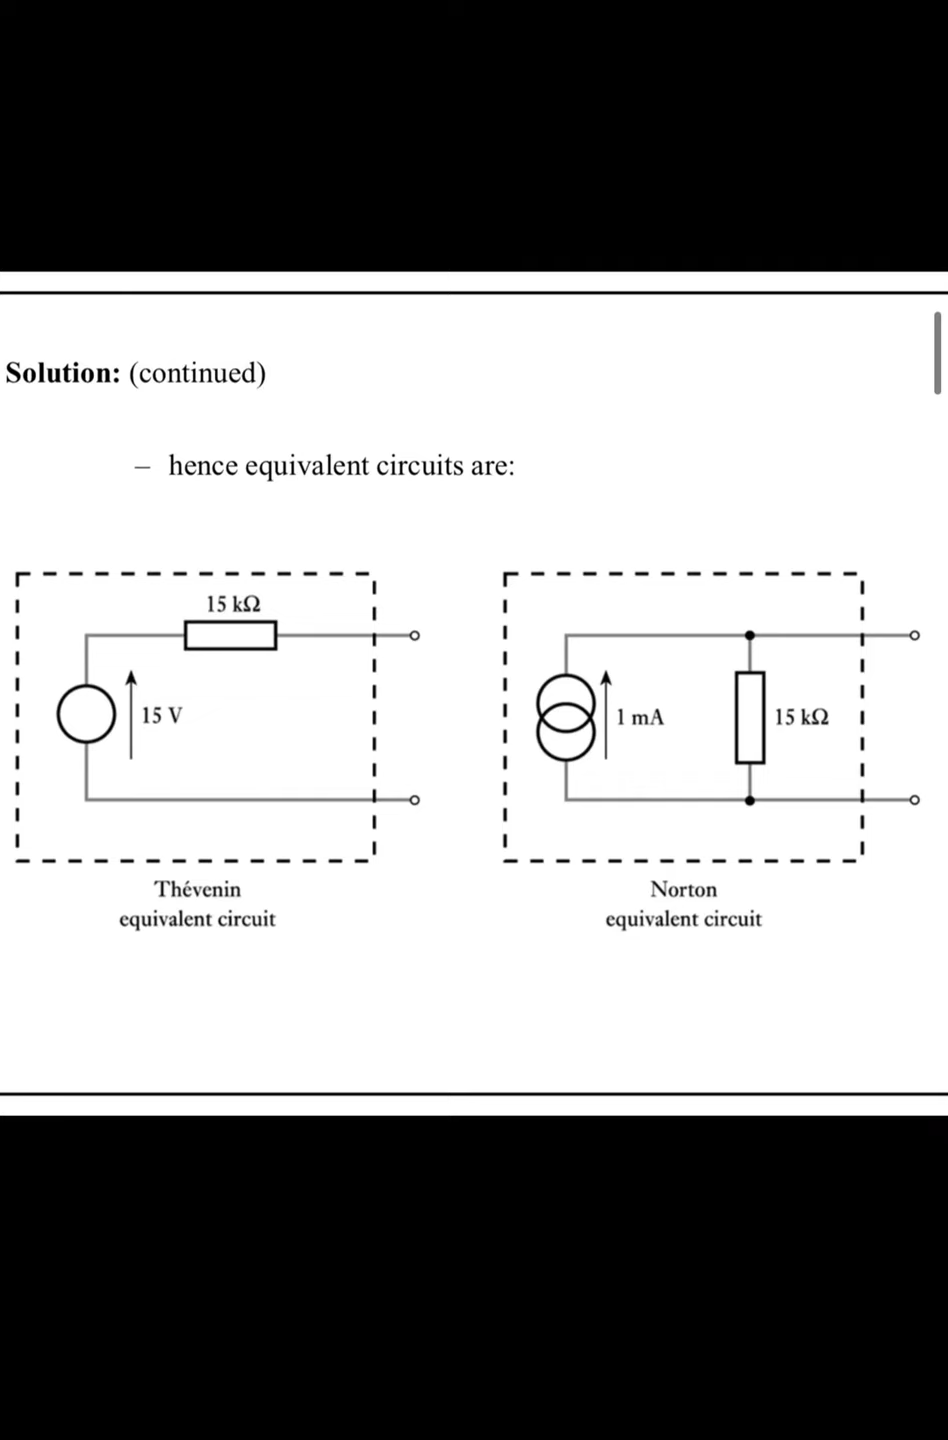 Solution: (continued)
– hence equivalent circuits are:
15 kΩ
15 V
Thévenin
equivalent circuit
1 mA
15 kΩ
Norton
equivalent circuit